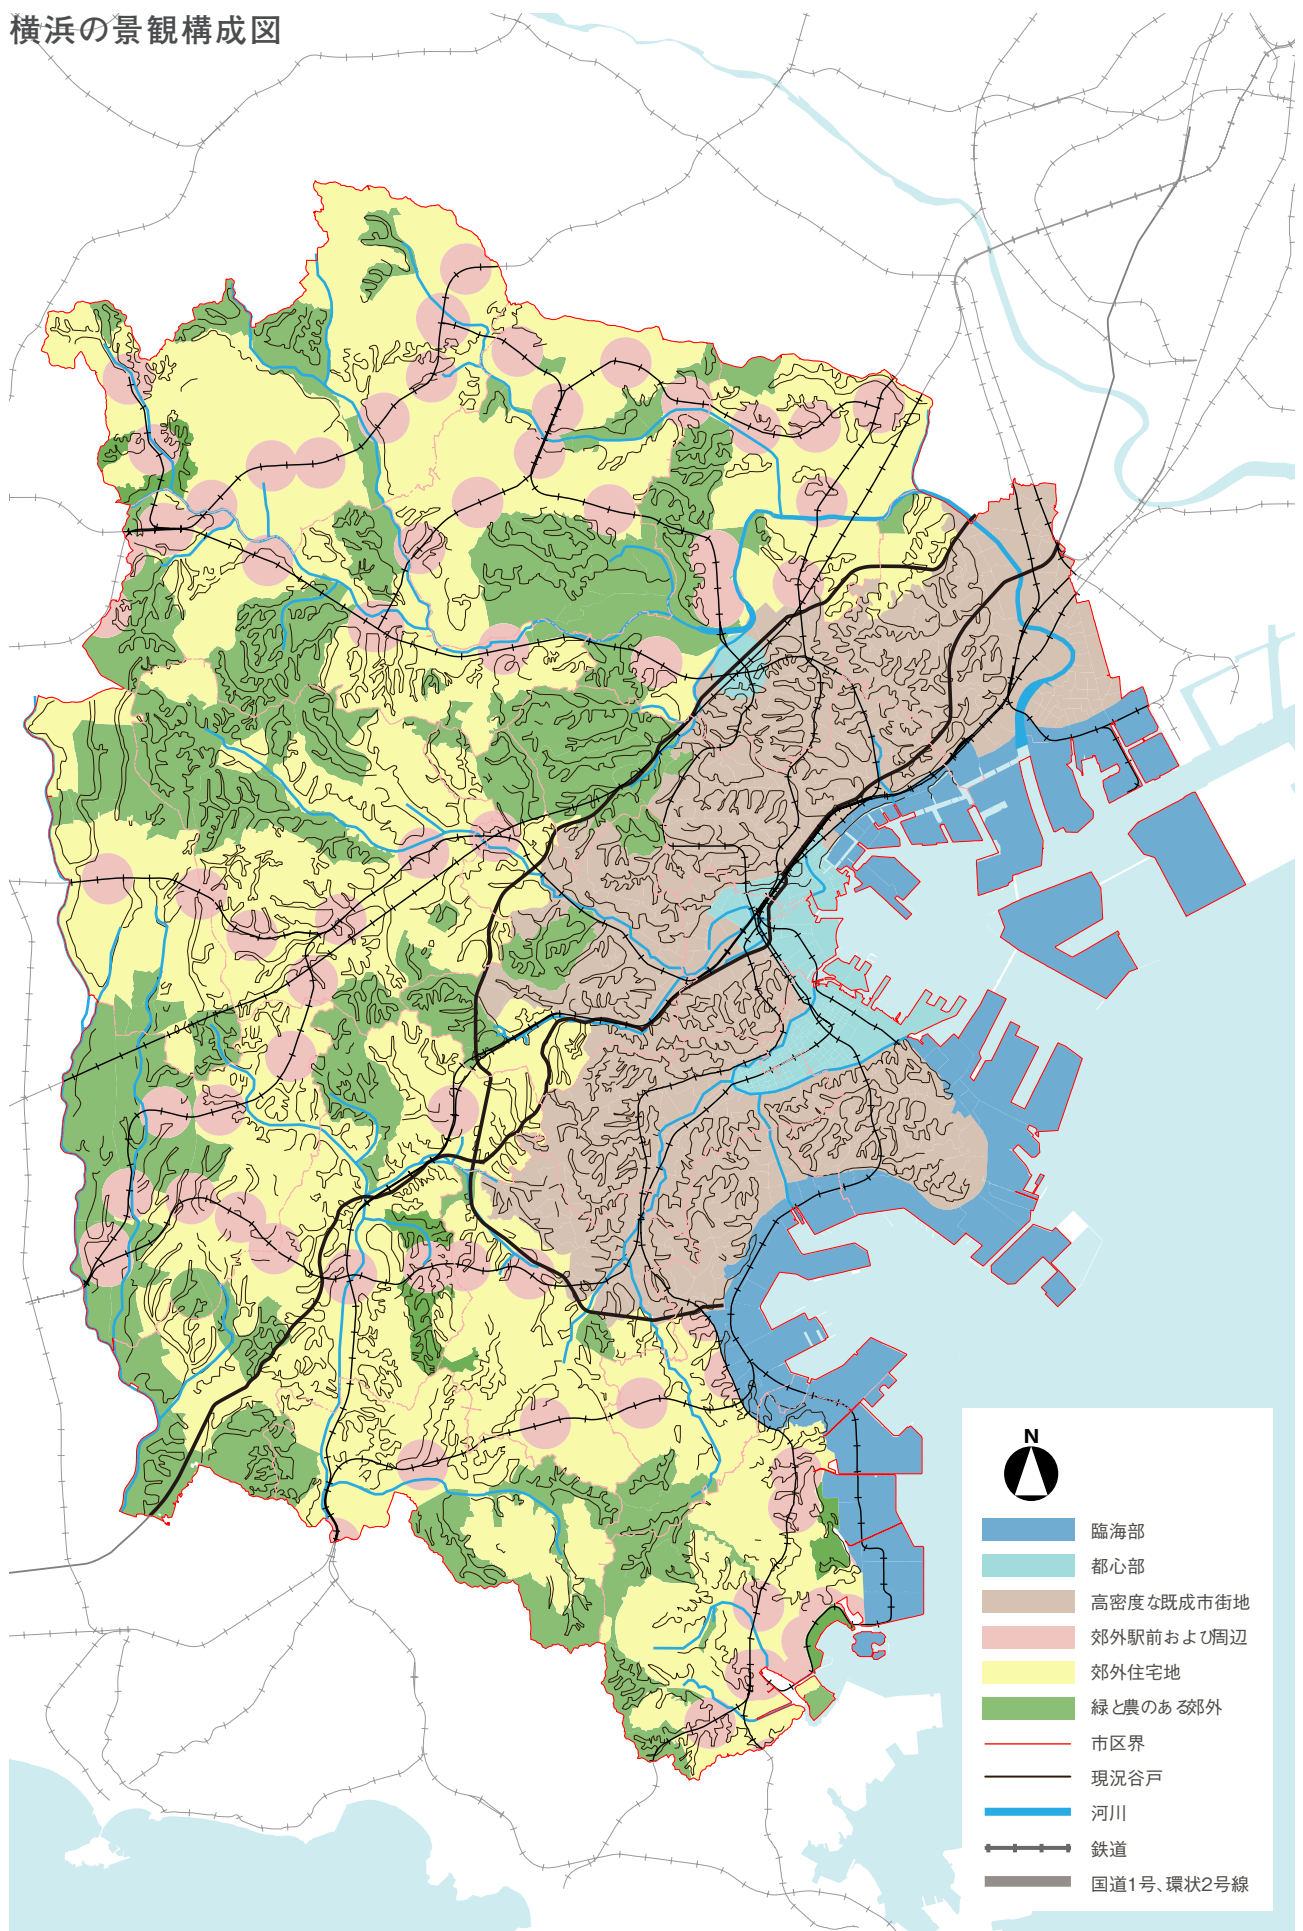 横浜の景観構成図
N
臨海部
都心部
高密度な既成市街地
郊外駅前および周辺
郊外住宅地
緑と農のある郊外
市区界
現況谷戸
河川
鉄道
国道1号、環状2号線